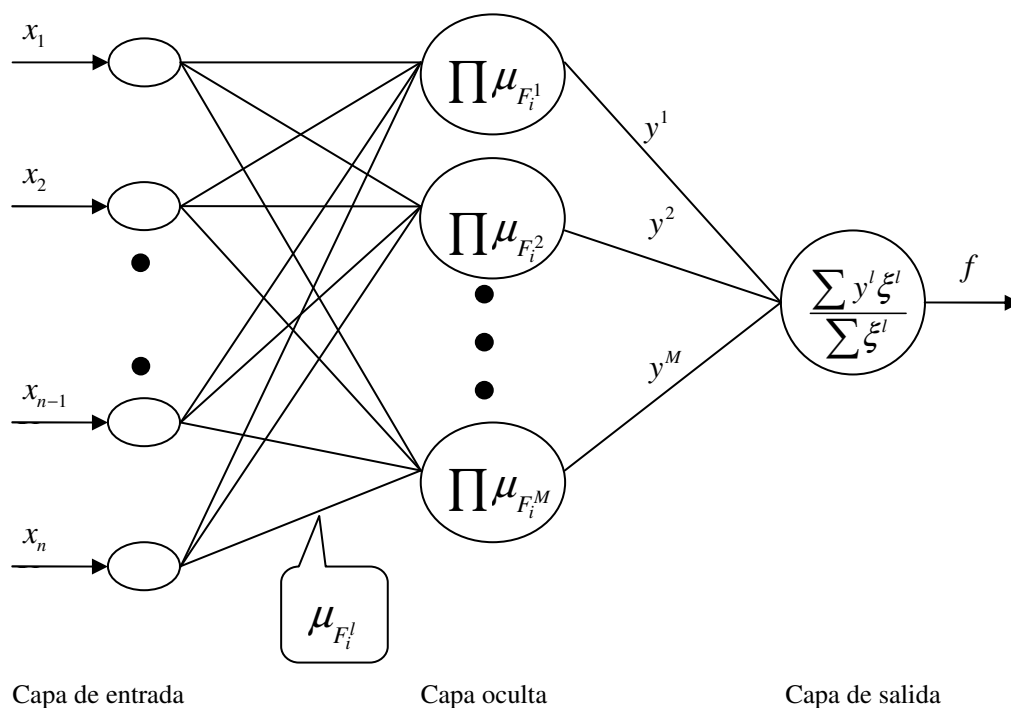 x_1
x_2
x_{n-1}
x_n
∏ μ_{F_i^1}
∏ μ_{F_i^2}
∏ μ_{F_i^M}
y^1
y^2
y^M
∑ y^l ξ^l
∑ ξ^l
f
μ_{F_i^l}
Capa de entrada
Capa oculta
Capa de salida